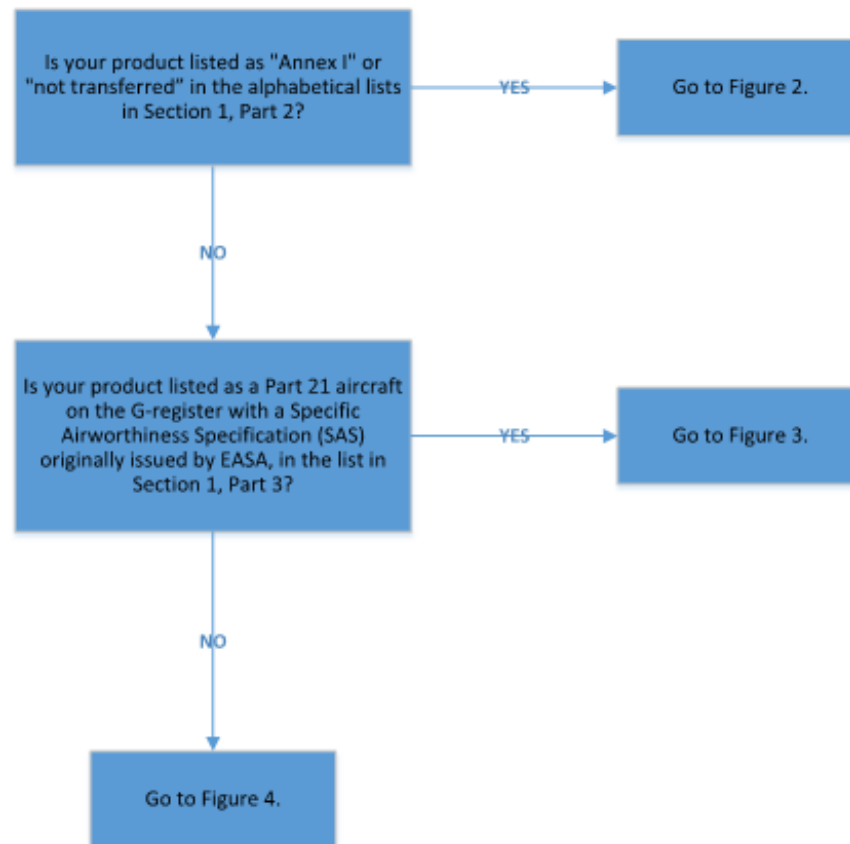 Is your product listed as "Annex I" or
"not transferred" in the alphabetical lists
in Section 1, Part 2?
YES
Go to Figure 2.
NO
Is your product listed as a Part 21 aircraft
on the G-register with a Specific
Airworthiness Specification (SAS)
originally issued by EASA, in the list in
Section 1, Part 3?
YES
Go to Figure 3.
NO
Go to Figure 4.